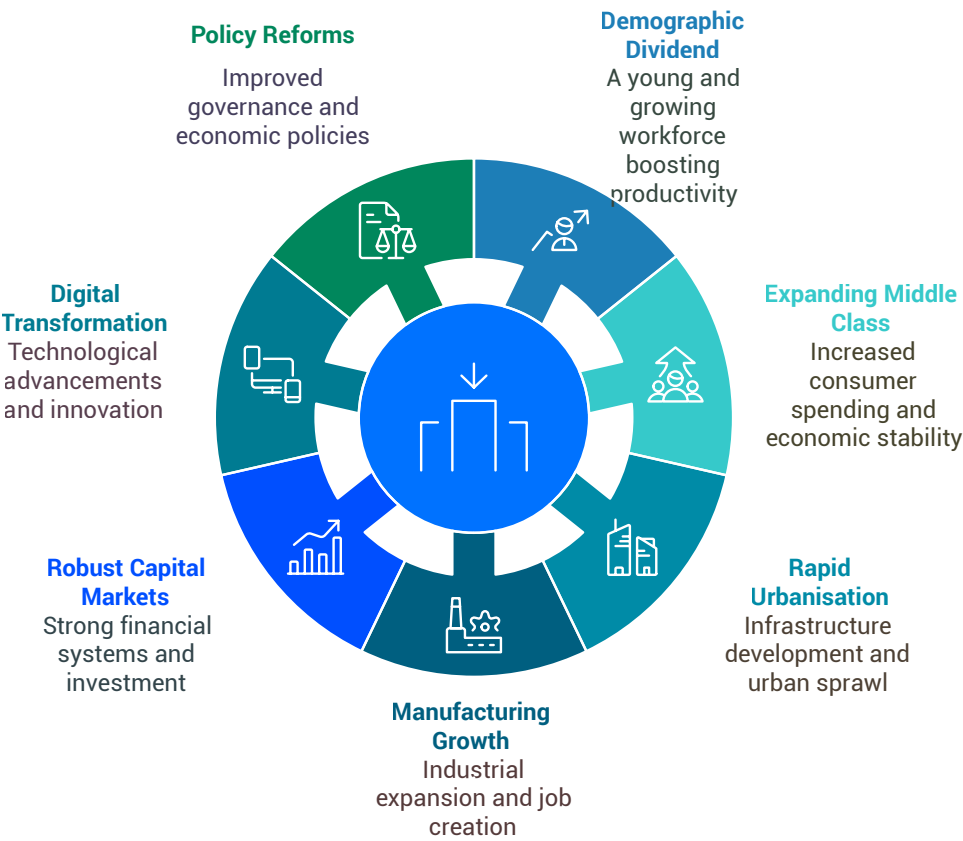 Policy Reforms
Improved
governance and
economic policies
Demographic
Dividend
A young and
growing
workforce
boosting
productivity
Expanding Middle
Class
Increased
consumer
spending and
economic stability
Rapid
Urbanisation
Infrastructure
development and
urban sprawl
Manufacturing
Growth
Industrial
expansion and job
creation
Robust Capital
Markets
Strong financial
systems and
investment
Digital
Transformation
Technological
advancements
and innovation